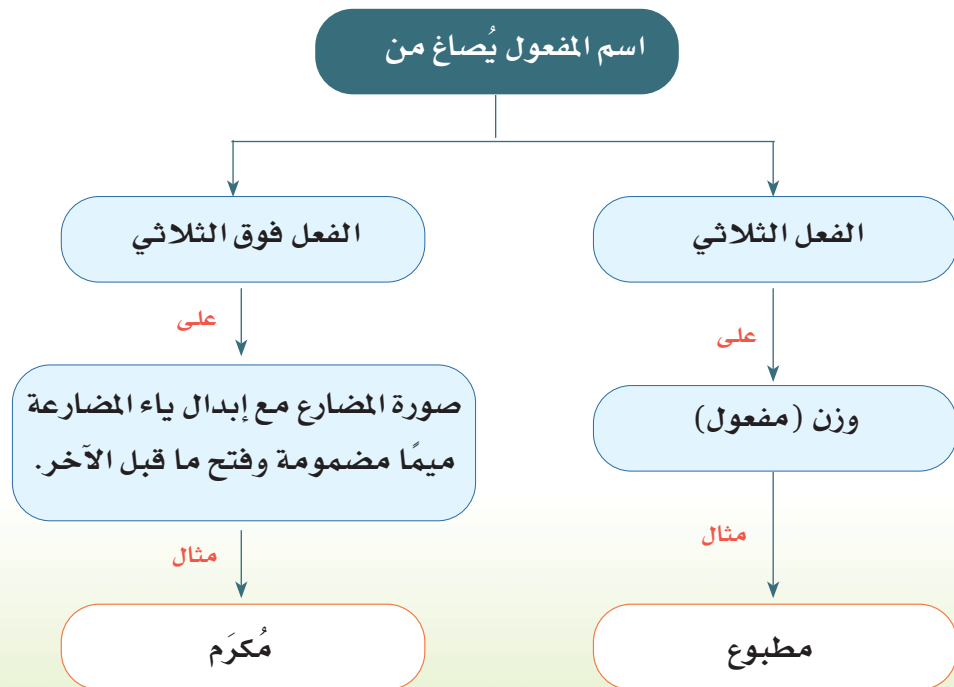 اسم المفعول يُصاغ من
الفعل الثلاثي
الفعل فوق الثلاثي
على
على
وزن (مفعول)
صورة المضارع مع إبدال ياء المضارعة
ميمًا مضمومة وفتح ما قبل الآخر.
مثال
مثال
مطبوع
مُكرَم